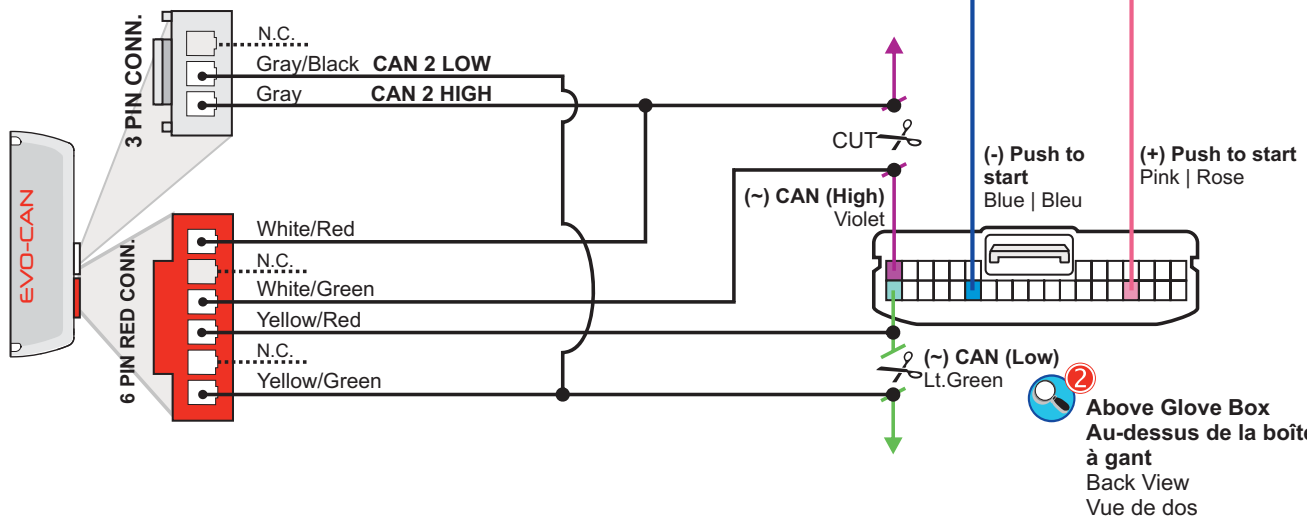 3 PIN CONN.
N.C.
Gray/Black CAN 2 LOW
Gray CAN 2 HIGH
EVO-CAN
6 PIN RED CONN.
White/Red
N.C.
White/Green
Yellow/Red
N.C.
Yellow/Green
CUT
(~) CAN (High)
Violet
(-) Push to
start
Blue | Bleu
(+) Push to start
Pink | Rose
(~) CAN (Low)
Lt.Green
2
Above Glove Box
Au-dessus de la boîte
à gant
Back View
Vue de dos